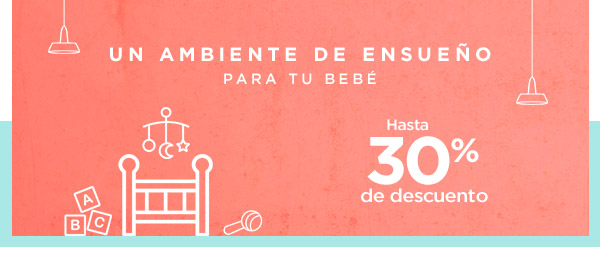 UN AMBIENTE DE ENSUEÑO
PARA TU BEBÉ
Hasta
30%
de descuento
A
B C